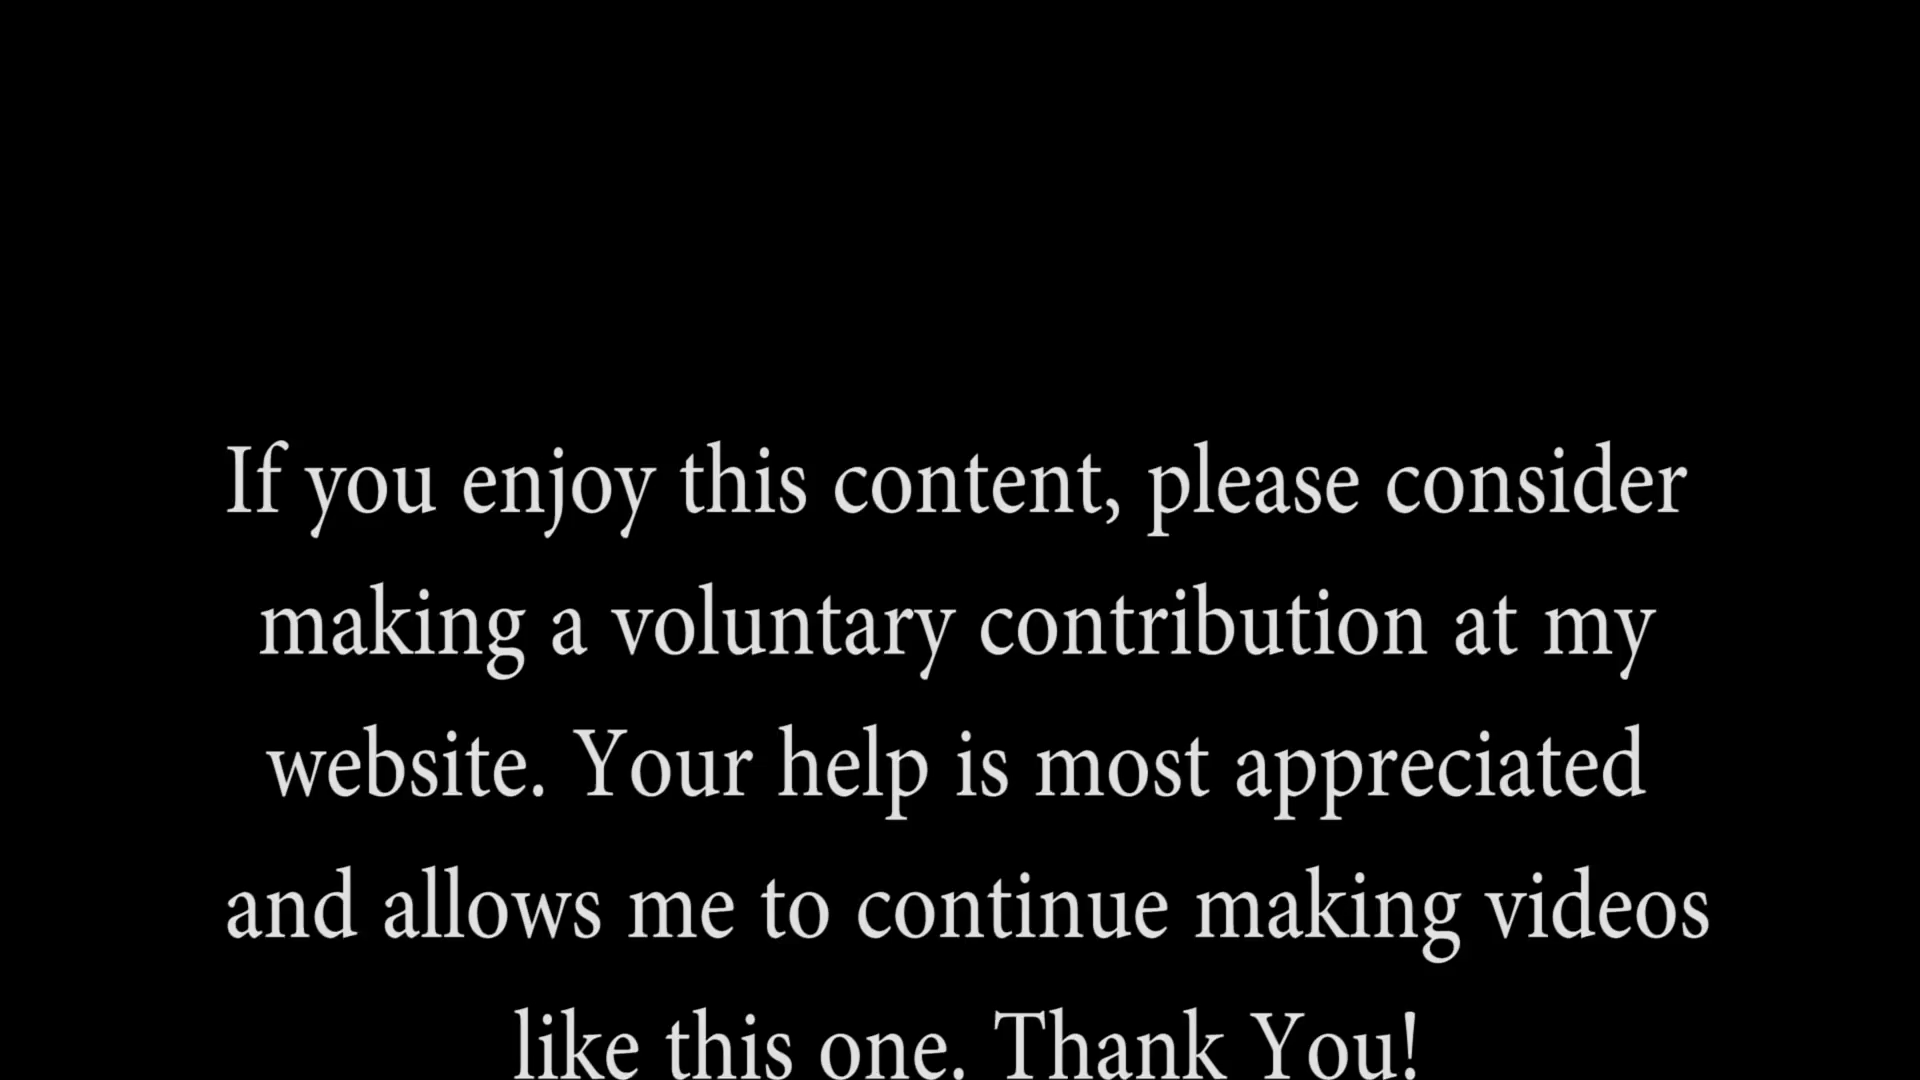 If you enjoy this content, please consider
making a voluntary contribution at my
website. Your help is most appreciated
and allows me to continue making videos
like this one. Thank You!